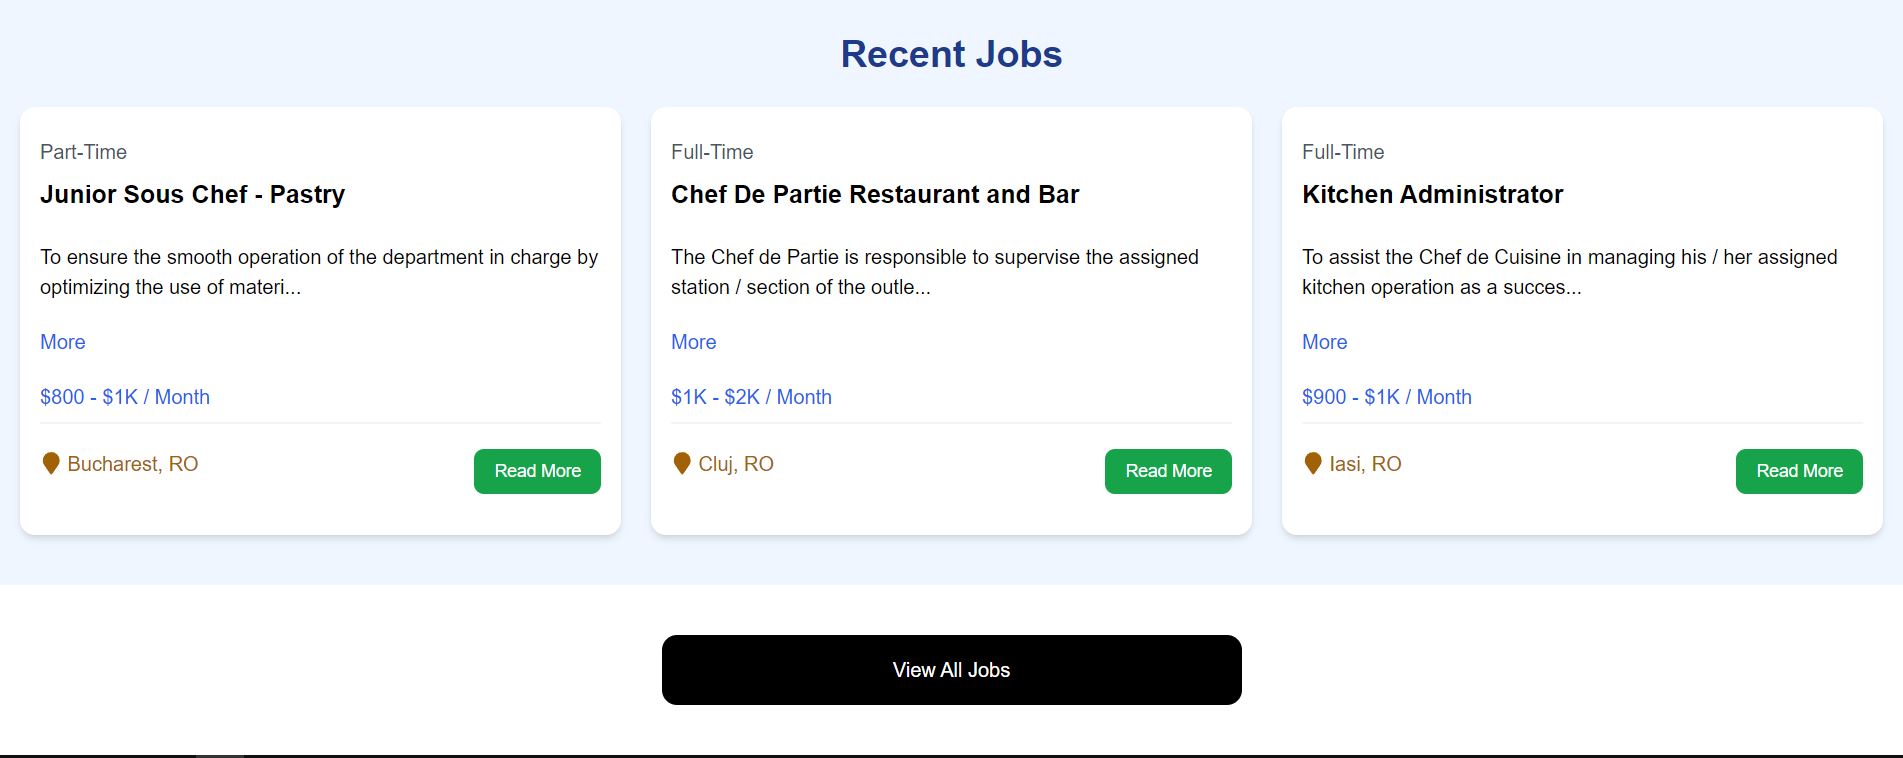 Recent Jobs
Part-Time
Junior Sous Chef - Pastry
To ensure the smooth operation of the department in charge by
optimizing the use of materi...
More
$800 - $1K / Month
Bucharest, RO
Read More
Full-Time
Chef De Partie Restaurant and Bar
The Chef de Partie is responsible to supervise the assigned
station / section of the outle...
More
$1K - $2K / Month
Cluj, RO
Read More
Full-Time
Kitchen Administrator
To assist the Chef de Cuisine in managing his / her assigned
kitchen operation as a succes...
More
$900 - $1K / Month
Iasi, RO
Read More
View All Jobs